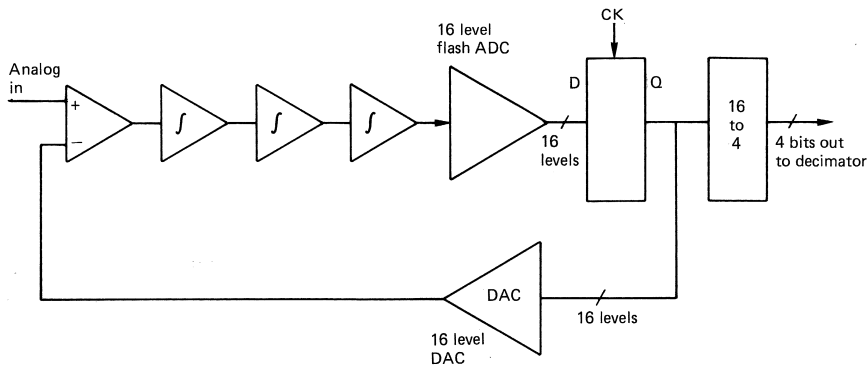 CK
16 level
flash ADC
Analog
in
+
−
∫
∫
∫
D
Q
16
levels
16
to
4
4 bits out
to decimator
DAC
16 level
DAC
16 levels